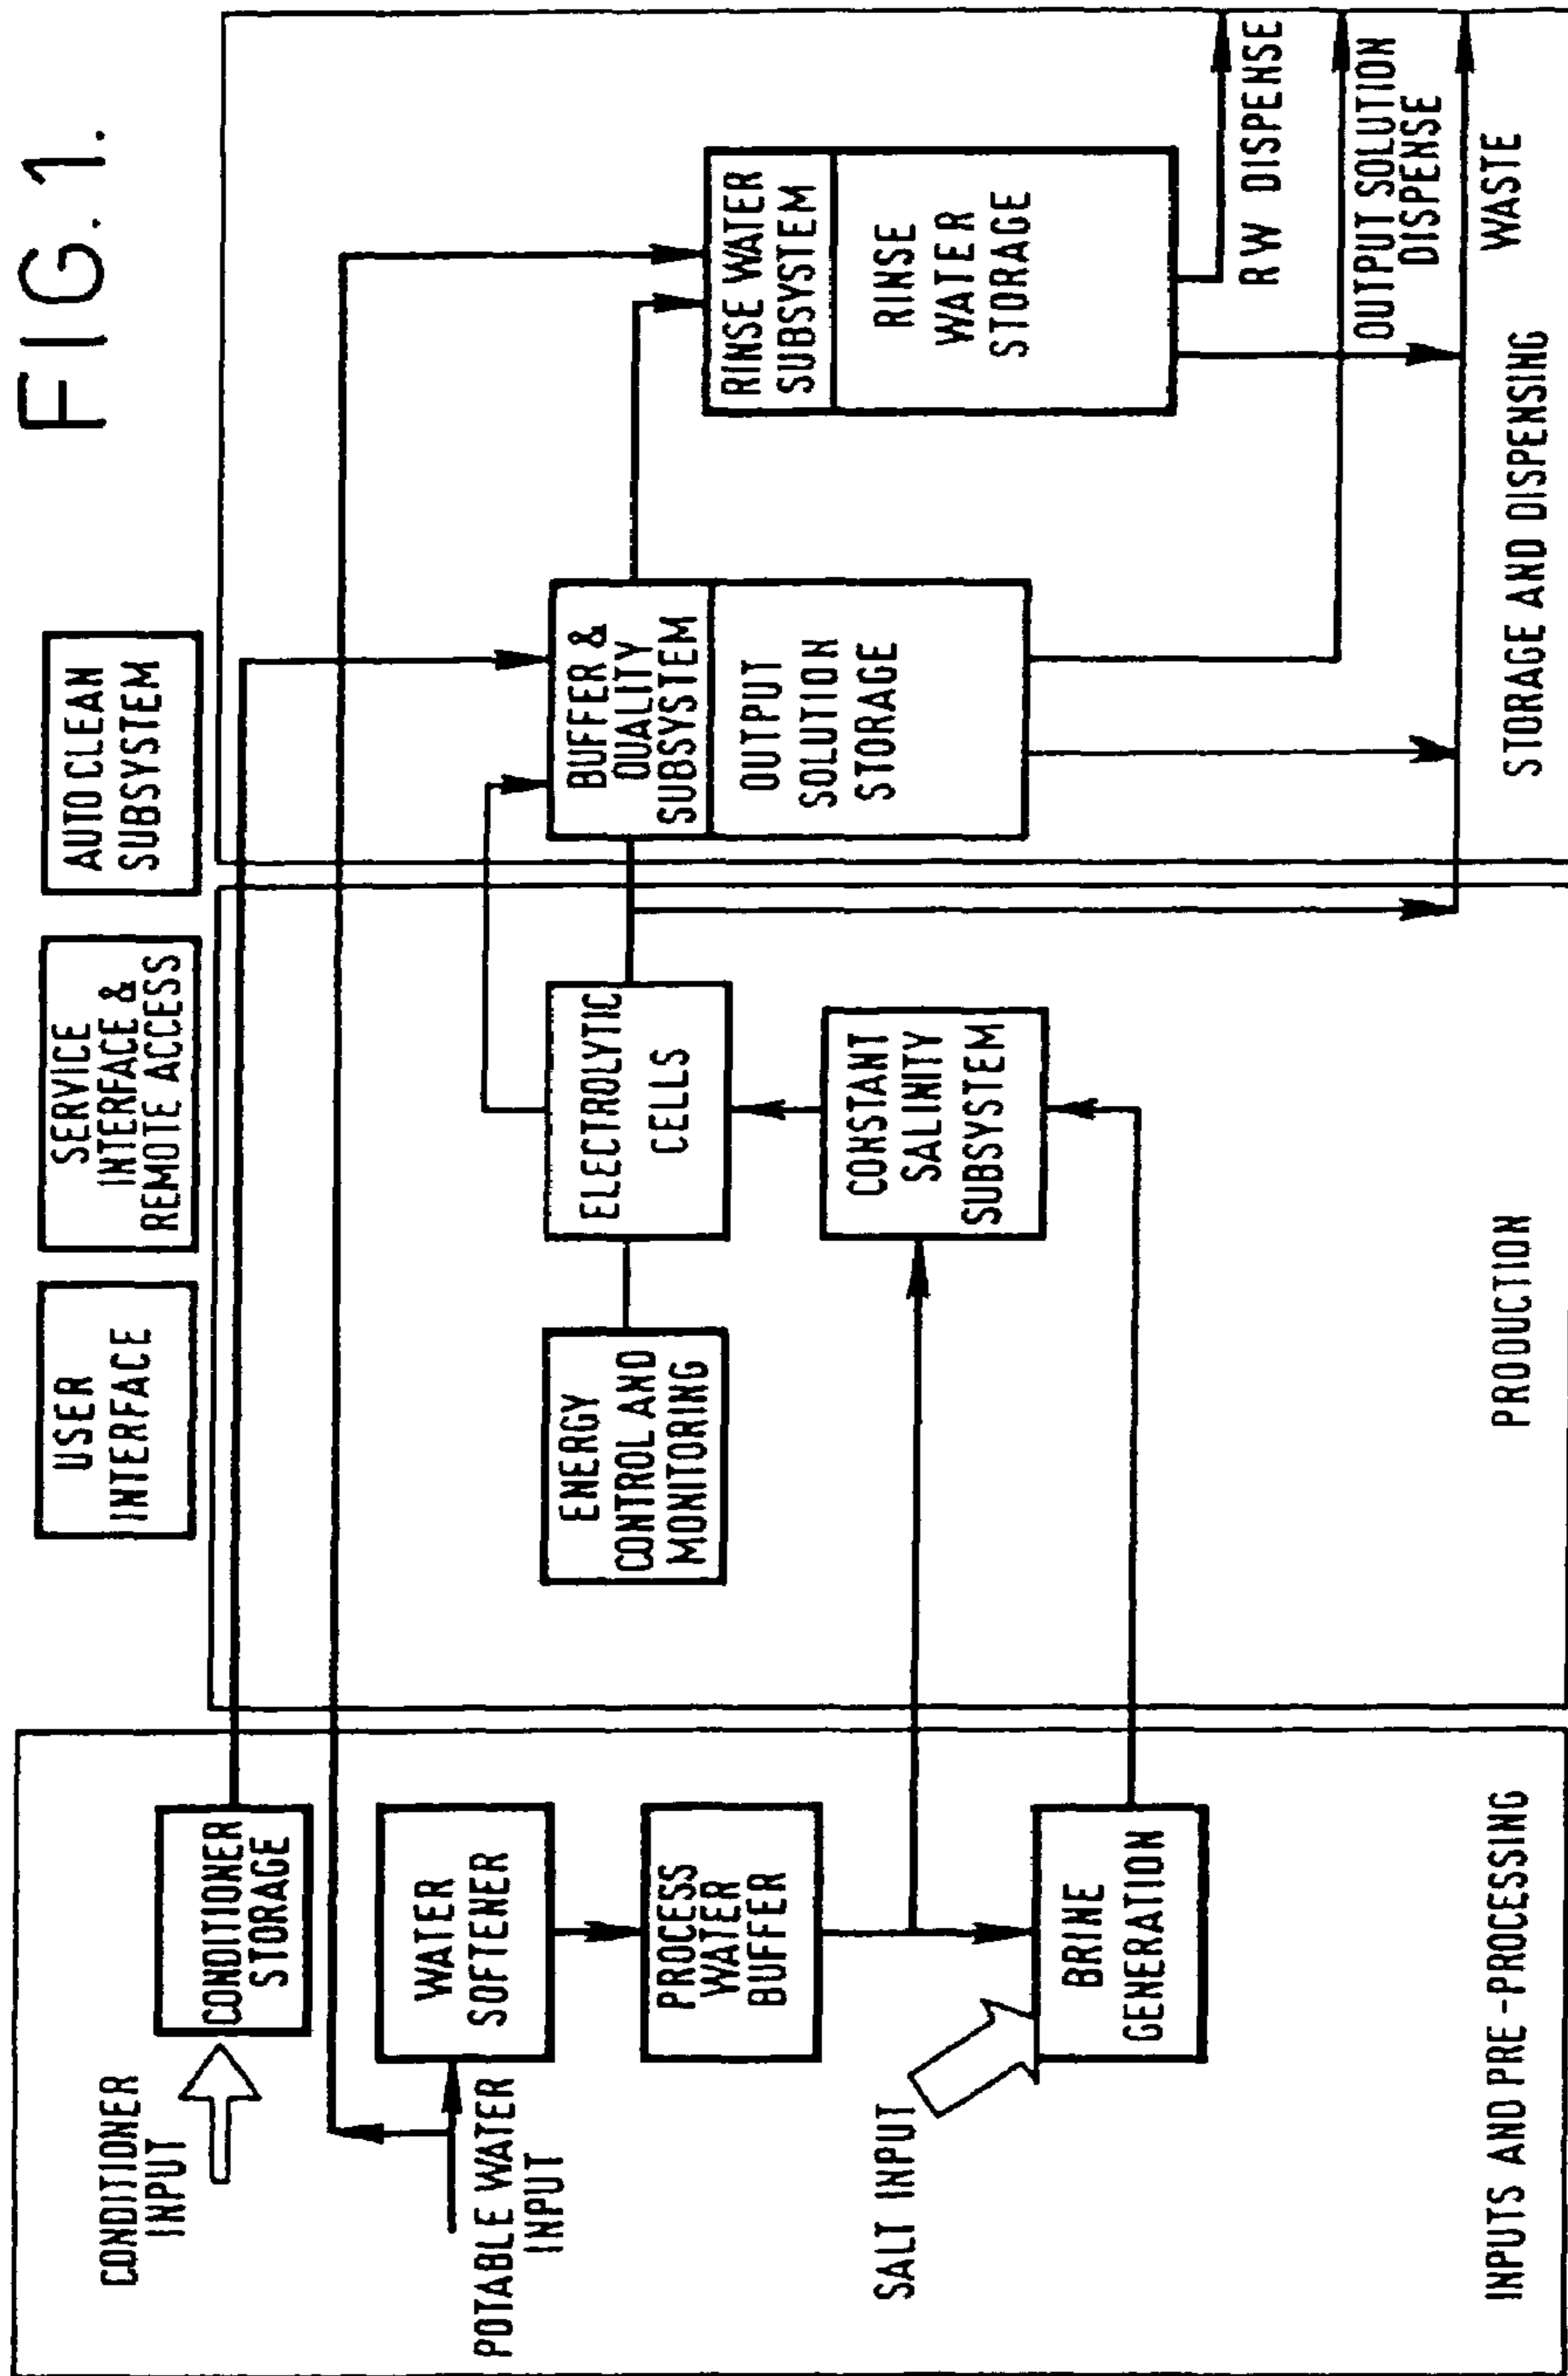 FIG. 1.
USER
INTERFACE
SERVICE
INTERFACE &
REMOTE ACCESS
AUTO CLEAN
SUBSYSTEM
CONDITIONER
INPUT
CONDITIONER
STORAGE
POTABLE WATER
INPUT
WATER
SOFTENER
PROCESS
WATER
BUFFER
SALT INPUT
BRINE
GENERATION
INPUTS AND PRE-PROCESSING
ENERGY
CONTROL AND
MONITORING
ELECTROLYTIC
CELLS
CONSTANT
SALINITY
SUBSYSTEM
PRODUCTION
BUFFER &
QUALITY
SUBSYSTEM
OUTPUT
SOLUTION
STORAGE
RINSE WATER
SUBSYSTEM
RINSE
WATER
STORAGE
RW DISPENSE
OUTPUT SOLUTION
DISPENSE
WASTE
STORAGE AND DISPENSING